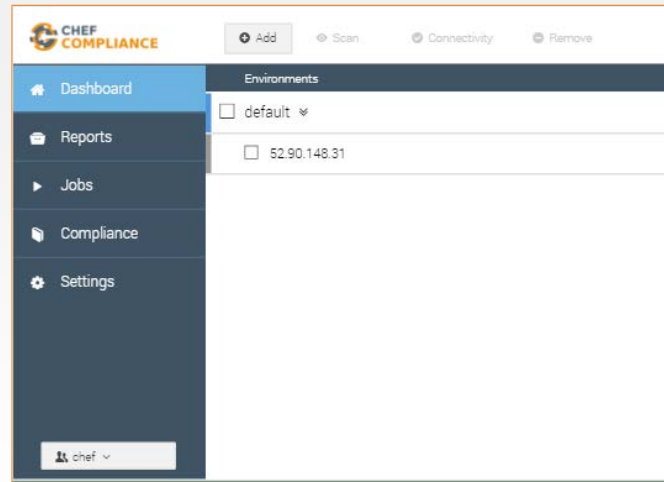 CHEF
COMPLIANCE
Add Scan Connectivity Remove
Dashboard
Reports
Jobs
Compliance
Settings
chef
Environments
default
52.90.148.31